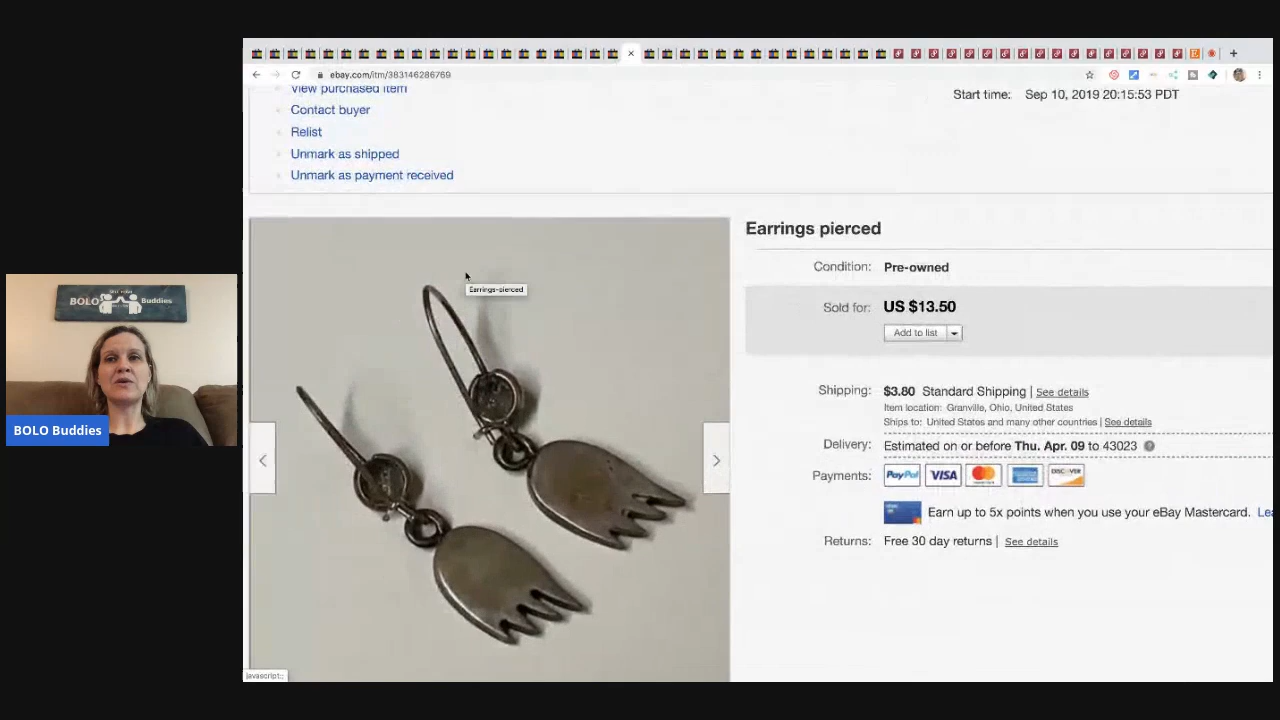 ebay.com/itm/383146286769
View purchased item
Contact buyer
Relist
Unmark as shipped
Unmark as payment received
Start time: Sep 10, 2019 20:15:53 PDT
Earrings pierced
Condition: Pre-owned
Sold for: US $13.50
Add to list
Shipping: $3.80 Standard Shipping | See details
Item location: Granville, Ohio, United States
Ships to: United States and many other countries | See details
Delivery: Estimated on or before Thu. Apr. 09 to 43023
Payments: PayPal VISA
DISCOVER
Earn up to 5x points when you use your eBay Mastercard. Lea
Returns: Free 30 day returns | See details
Earrings-pierced
BOLO Buddies
BOLO Buddies
javascript:;